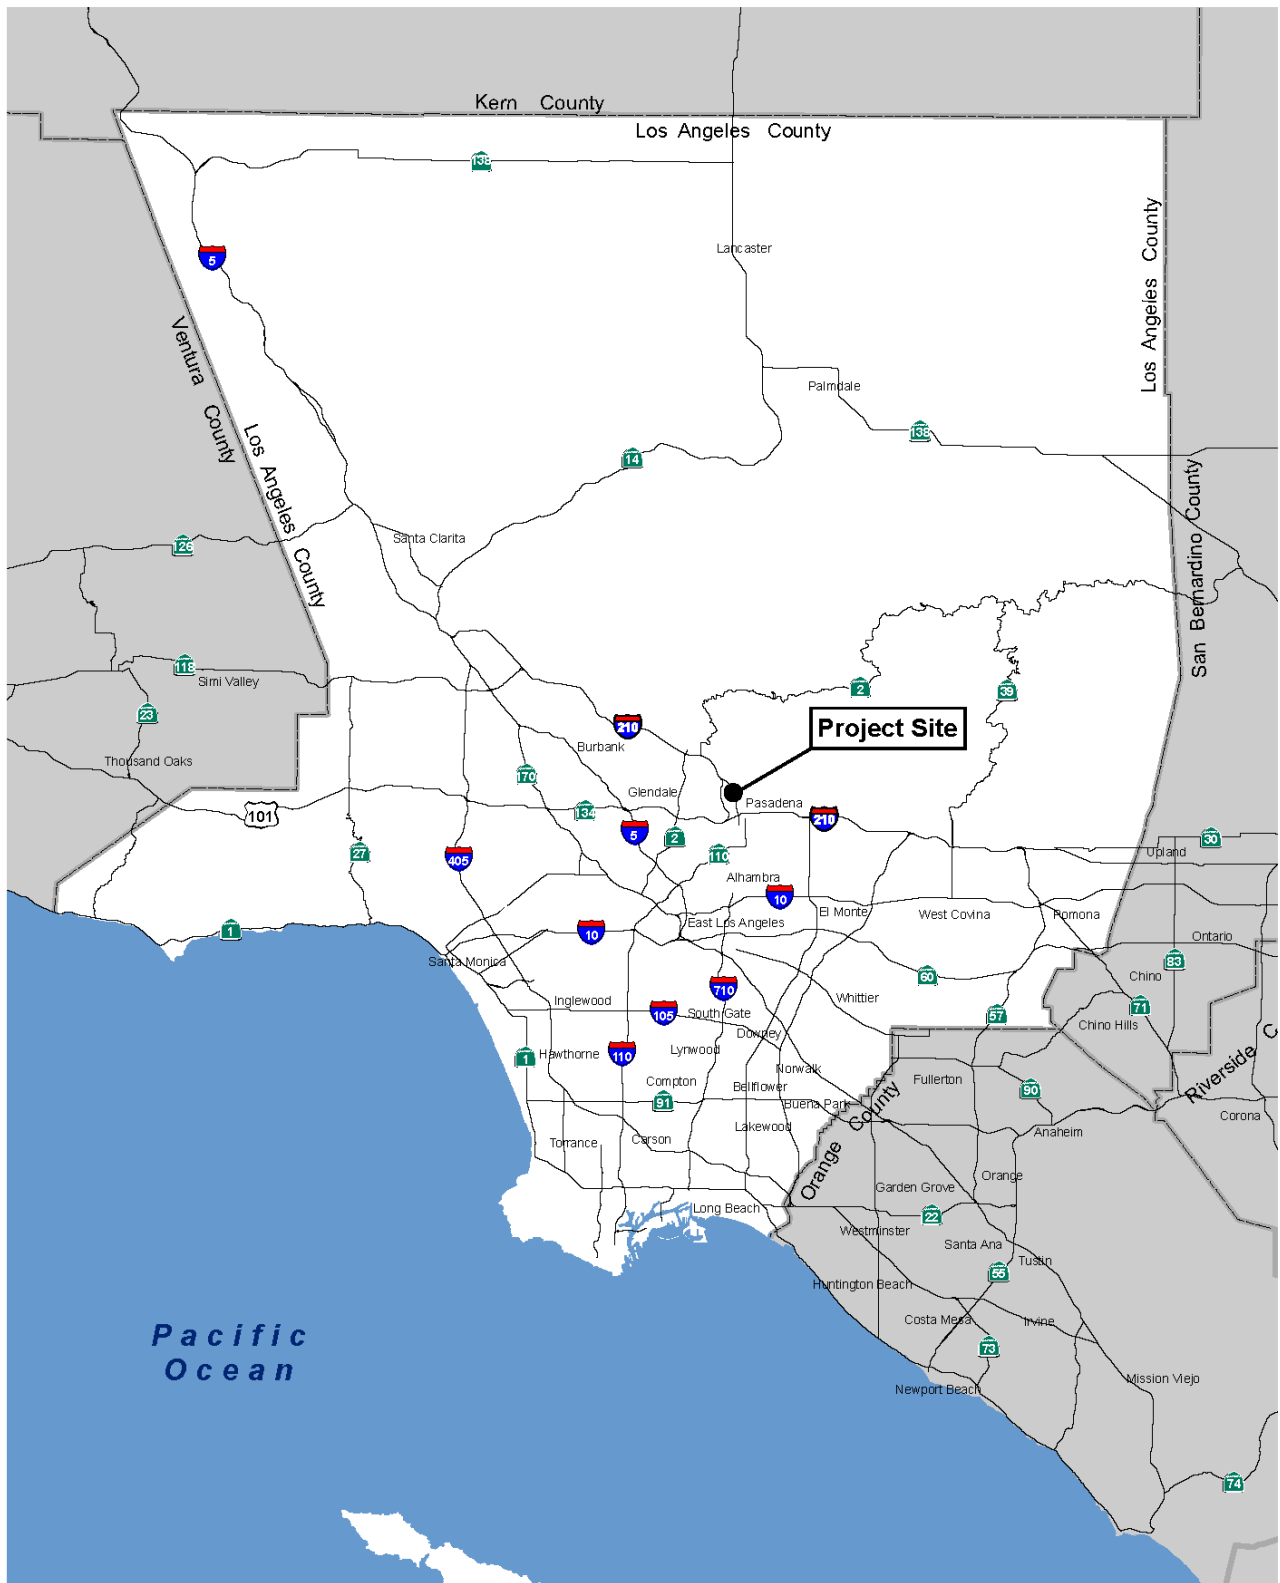 Kern County
Los Angeles County
138
Los Angeles County
Lancaster
5
Ventura County
Palmdale
138
Los Angeles County
14
San Bernardino County
Santa Clarita
126
118
Simi Valley
2
39
23
210
Project Site
Burbank
Thousand Oaks
170
Glendale
Pasadena
101
134
210
5
2
30
27
405
110
Upland
Alhambra
10
El Monte
West Covina
Pomona
East Los Angeles
1
10
Ontario
Santa Monica
83
Chino
60
710
Whittier
Inglewood
71
105
South Gate
57
Chino Hills
Downey
1
Hawthorne
110
Lynwood
Norwalk
Riverside C
Compton
Fullerton
Bellflower
90
91
Buena Park
Corona
Lakewood
Anaheim
Torrance
Carson
Orange County
Orange
Garden Grove
Long Beach
22
Westminster
Santa Ana
Tustin
55
Huntington Beach
Costa Mesa
Irvine
Pacific
Ocean
73
Mission Viejo
Newport Beach
74